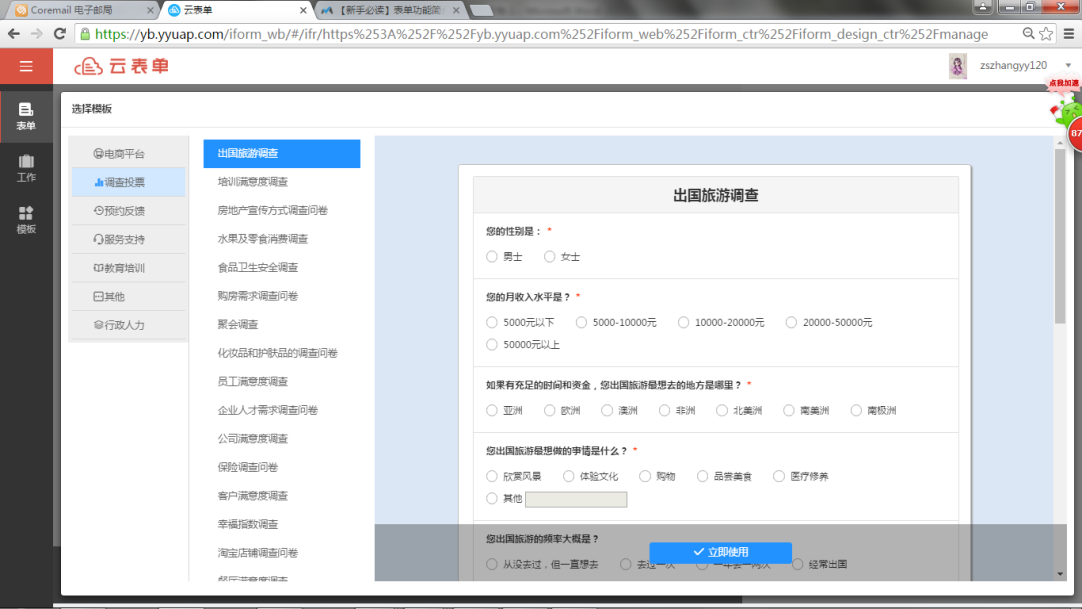 Coremail 电子邮局
云表单
【新手必读】表单功能简
https://yb.yyuap.com/iform_wb/#/ifr/https%253A%252F%252Fyb.yyuap.com%252Fiform_web%252Fiform_ctr%252Fiform_design_ctr%252Fmanage
云表单
zszhangyy120
点我加速
87
表单
工作
模板
选择模板
电商平台
调查投票
预约反馈
服务支持
教育培训
其他
行政人力
出国旅游调查
培训满意度调查
房地产宣传方式调查问卷
水果及零食消费调查
食品卫生安全调查
购房需求调查问卷
聚会调查
化妆品和护肤品的调查问卷
员工满意度调查
企业人才需求调查问卷
公司满意度调查
保险调查问卷
客户满意度调查
幸福指数调查
淘宝店铺调查问卷
餐厅满意度调查
出国旅游调查
您的性别是： *
男士 女士
您的月收入水平是？ *
5000元以下 5000-10000元 10000-20000元 20000-50000元
50000元以上
如果有充足的时间和资金，您出国旅游最想去的地方是哪里？ *
亚洲 欧洲 澳洲 非洲 北美洲 南美洲 南极洲
您出国旅游最想做的事情是什么？ *
欣赏风景 体验文化 购物 品尝美食 医疗修养
其他
您出国旅游的频率大概是？
立即使用
从没去过，但一直想去 去过一次 一年去一两次 经常出国